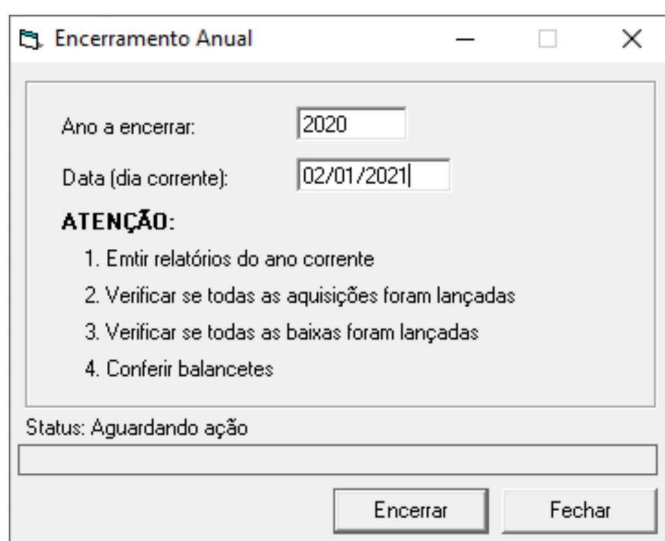 Encerramento Anual
Ano a encerrar: 2020
Data (dia corrente): 02/01/2021
ATENÇÃO:
1. Emtir relatórios do ano corrente
2. Verificar se todas as aquisições foram lançadas
3. Verificar se todas as baixas foram lançadas
4. Conferir balancetes
Status: Aguardando ação
Encerrar Fechar